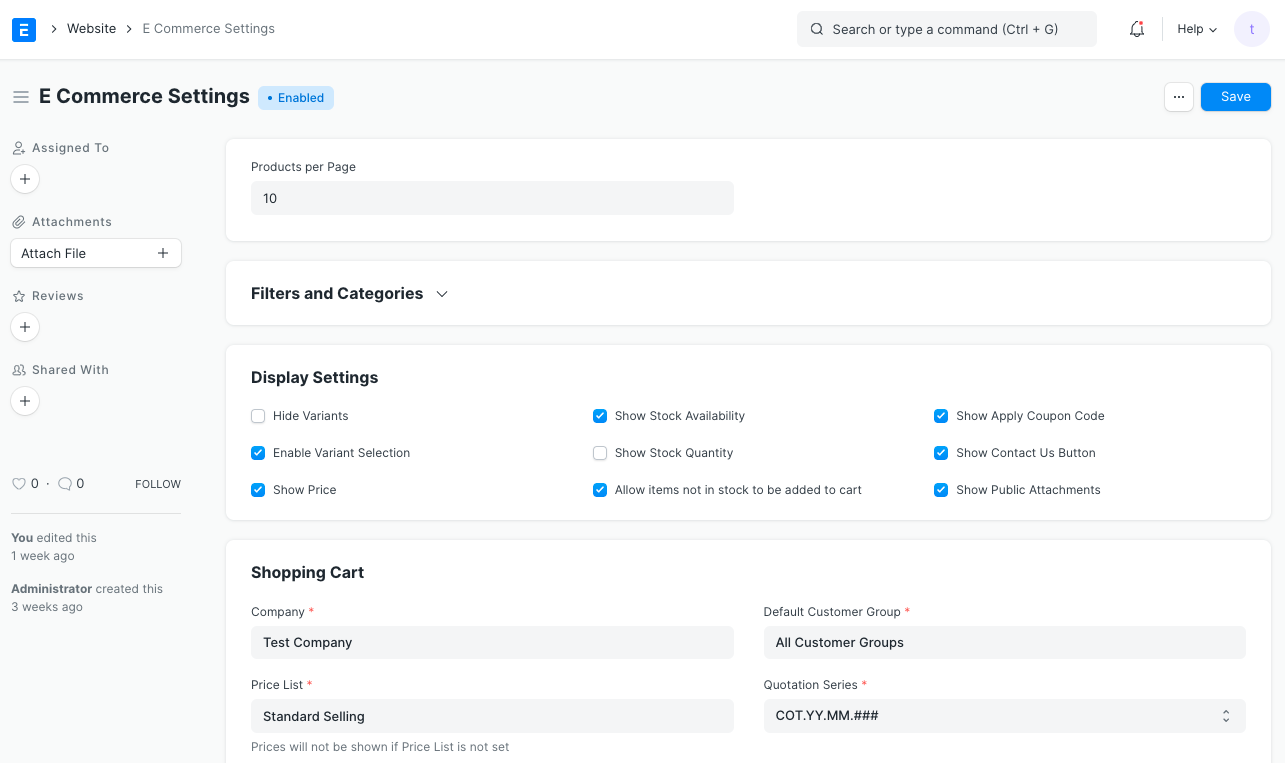 E
Website
E Commerce Settings
Search or type a command (Ctrl + G)
Help
t
E Commerce Settings
Enabled
...
Save
Assigned To
Attachments
Attach File
Reviews
Shared With
0 · 0
FOLLOW
You edited this
1 week ago
Administrator created this
3 weeks ago
Products per Page
10
Filters and Categories
Display Settings
Hide Variants
Show Stock Availability
Show Apply Coupon Code
Enable Variant Selection
Show Stock Quantity
Show Contact Us Button
Show Price
Allow items not in stock to be added to cart
Show Public Attachments
Shopping Cart
Company *
Default Customer Group *
Test Company
All Customer Groups
Price List *
Quotation Series *
Standard Selling
COT.YY.MM.###
Prices will not be shown if Price List is not set